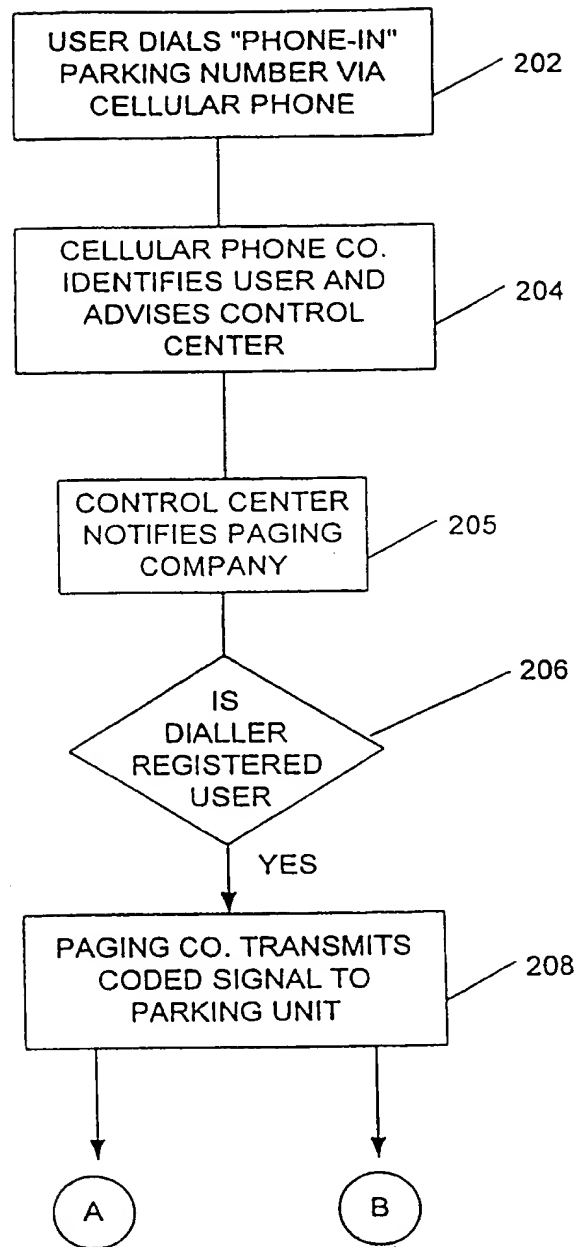 USER DIALS "PHONE-IN"
PARKING NUMBER VIA
CELLULAR PHONE
202
CELLULAR PHONE CO.
IDENTIFIES USER AND
ADVISES CONTROL
CENTER
204
CONTROL CENTER
NOTIFIES PAGING
COMPANY
205
IS
DIALLER
REGISTERED
USER
206
YES
PAGING CO. TRANSMITS
CODED SIGNAL TO
PARKING UNIT
208
A
B